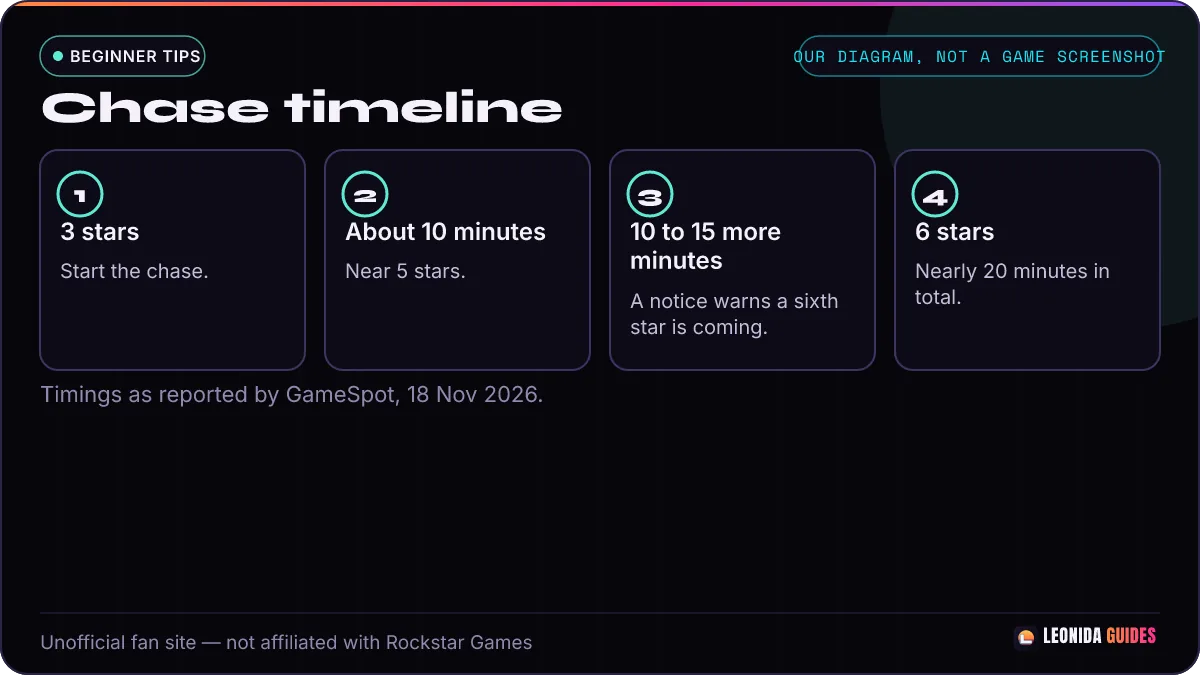 BEGINNER TIPS
OUR DIAGRAM, NOT A GAME SCREENSHOT
Chase timeline
1
3 stars
Start the chase.
2
About 10 minutes
Near 5 stars.
3
10 to 15 more
minutes
A notice warns a sixth
star is coming.
4
6 stars
Nearly 20 minutes in
total.
Timings as reported by GameSpot, 18 Nov 2026.
Unofficial fan site — not affiliated with Rockstar Games
LEONIDA GUIDES